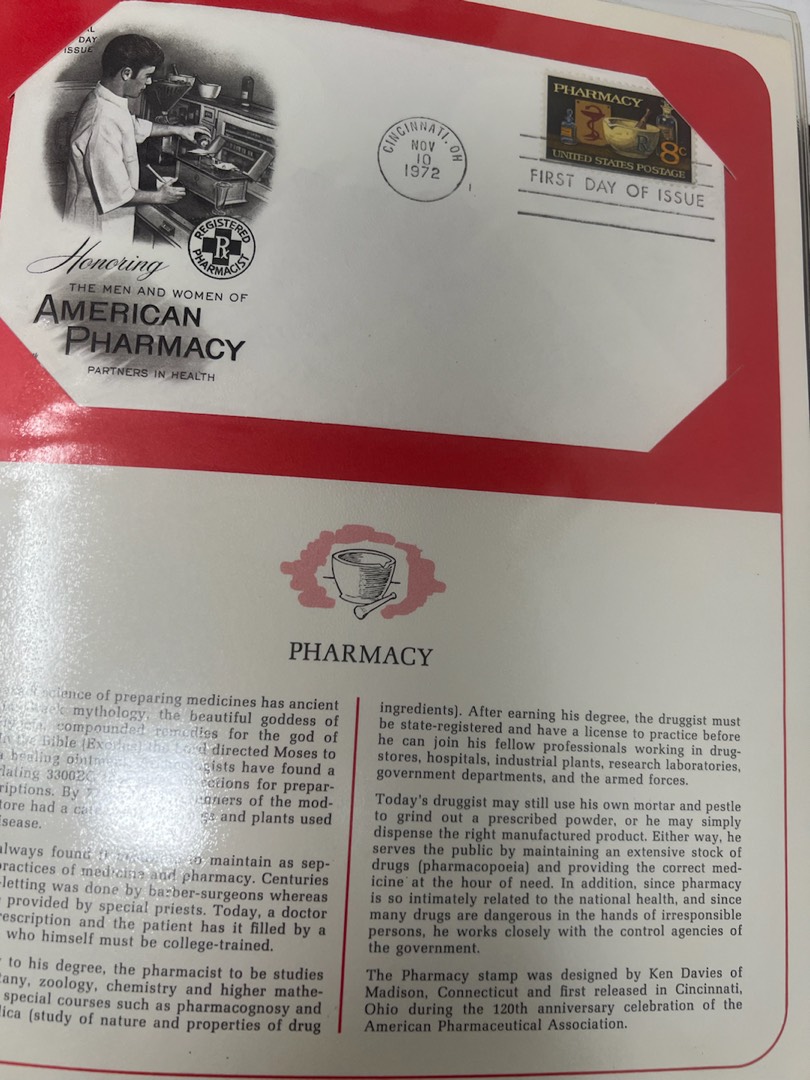 DAY
ISSUE
CINCINNATI, OH
NOV
10
1972
PHARMACY
8c
UNITED STATES POSTAGE
FIRST DAY OF ISSUE
REGISTERED
Rx
PHARMACIST
Honoring
THE MEN AND WOMEN OF
AMERICAN
PHARMACY
PARTNERS IN HEALTH
PHARMACY
science of preparing medicines has ancient
mythology, the beautiful goddess of
compounded remedies for the god of
Bible (Exodus) the Lord directed Moses to
healing
dating 3300 have found a
By for prepar-
of the mod-
tore had a and plants used
isease.
always found to maintain as sep-
practices of medicine and pharmacy. Centuries
-letting was done by barber-surgeons whereas
provided by special priests. Today, a doctor
rescription and the patient has it filled by a
who himself must be college-trained.
to his degree, the pharmacist to be studies
tany, zoology, chemistry and higher mathe-
special courses such as pharmacognosy and
dica (study of nature and properties of drug
ingredients). After earning his degree, the druggist must
be state-registered and have a license to practice before
he can join his fellow professionals working in drug-
stores, hospitals, industrial plants, research laboratories,
government departments, and the armed forces.
Today's druggist may still use his own mortar and pestle
to grind out a prescribed powder, or he may simply
dispense the right manufactured product. Either way, he
serves the public by maintaining an extensive stock of
drugs (pharmacopoeia) and providing the correct med-
icine at the hour of need. In addition, since pharmacy
is so intimately related to the national health, and since
many drugs are dangerous in the hands of irresponsible
persons, he works closely with the control agencies of
the government.
The Pharmacy stamp was designed by Ken Davies of
Madison, Connecticut and first released in Cincinnati,
Ohio during the 120th anniversary celebration of the
American Pharmaceutical Association.